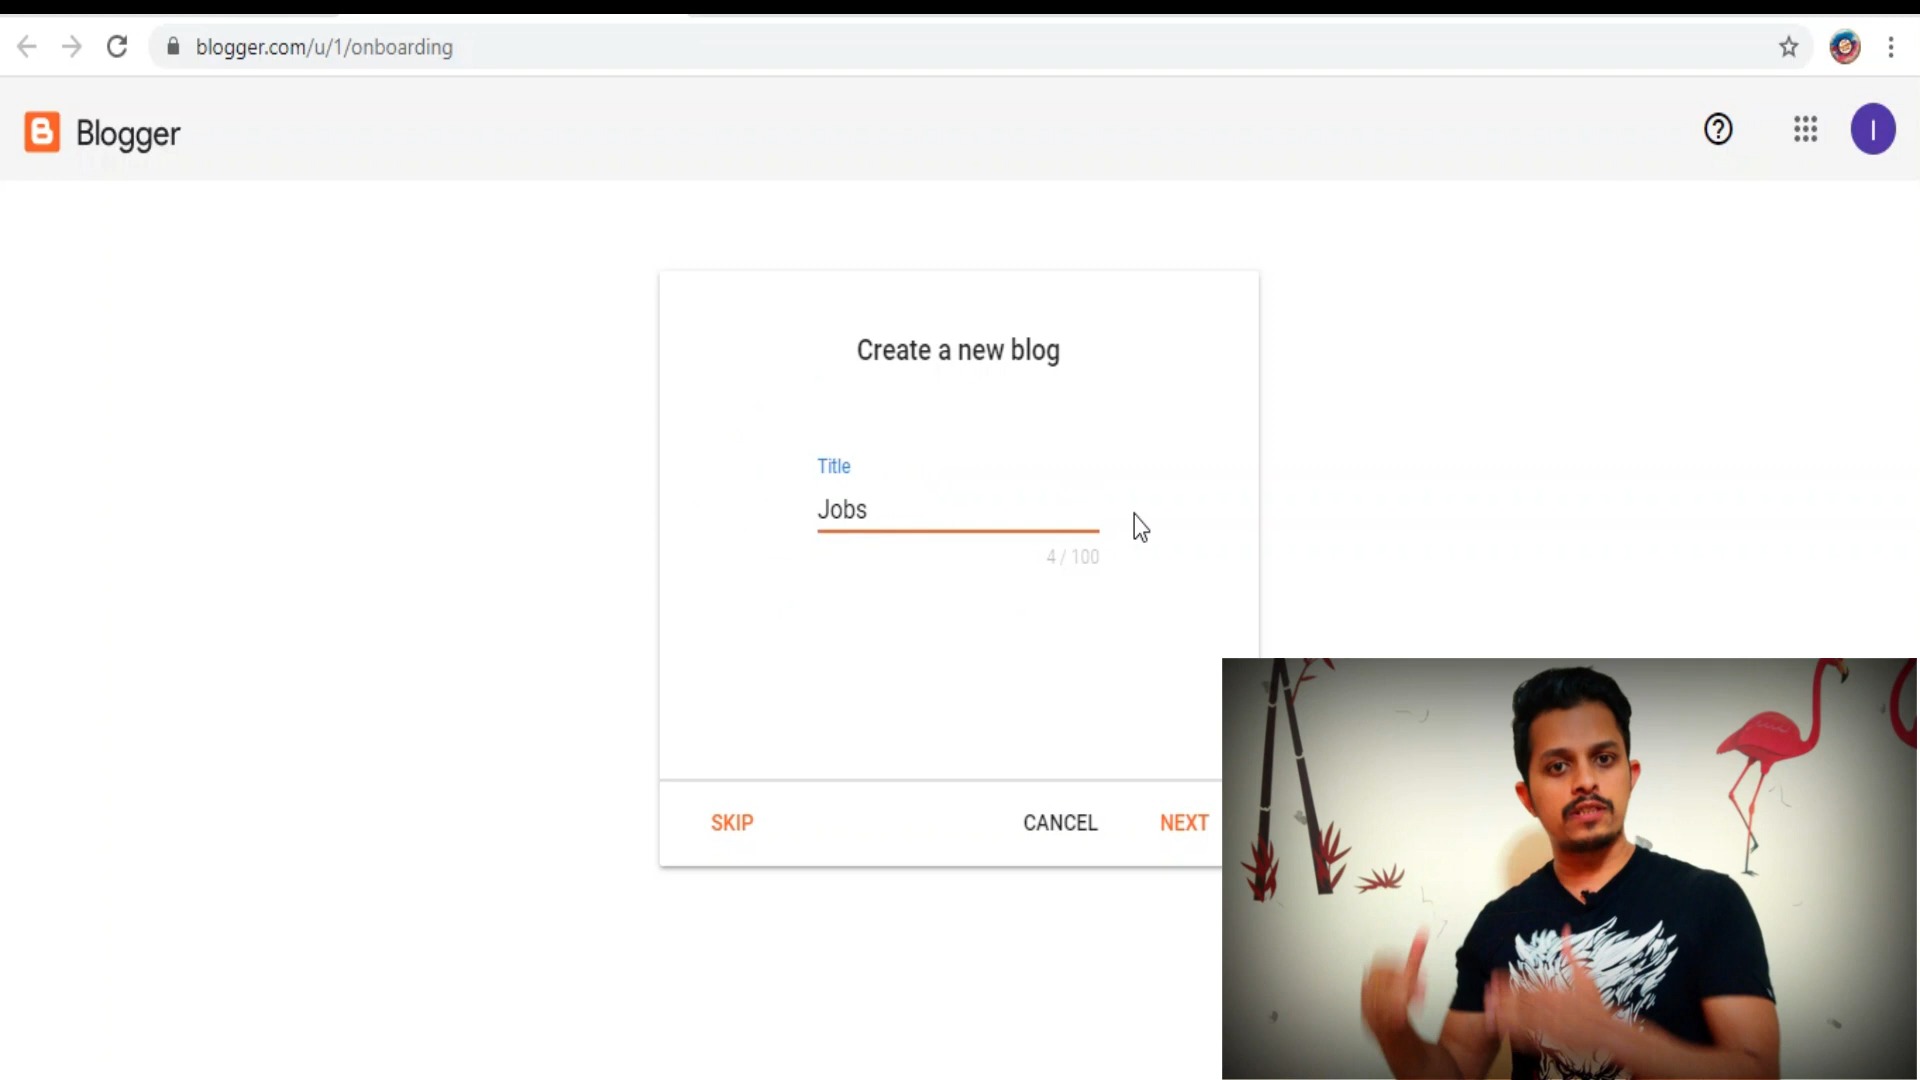 blogger.com/u/1/onboarding
Blogger
I
Create a new blog
Title
Jobs
4 / 100
SKIP CANCEL NEXT